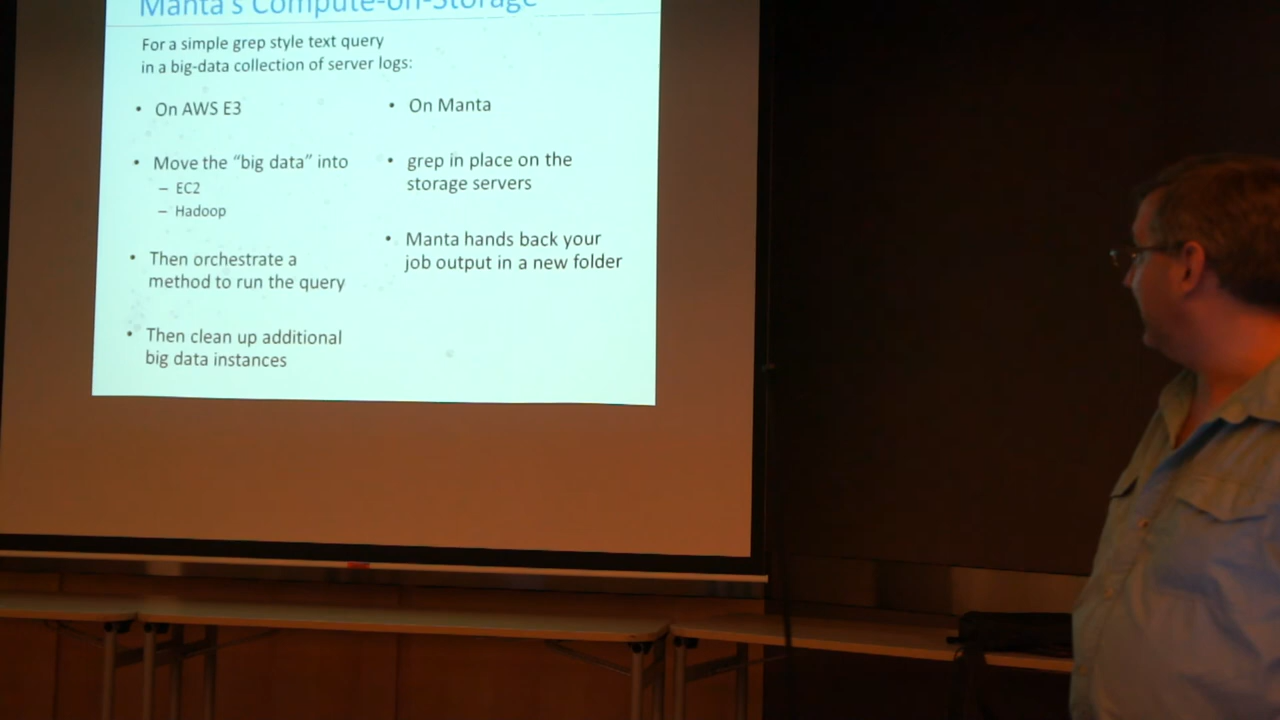 Manta's Compute-on-Storage
For a simple grep style text query
in a big-data collection of server logs:
• On AWS E3
• Move the "big data" into
– EC2
– Hadoop
• Then orchestrate a
method to run the query
• Then clean up additional
big data instances
• On Manta
• grep in place on the
storage servers
• Manta hands back your
job output in a new folder